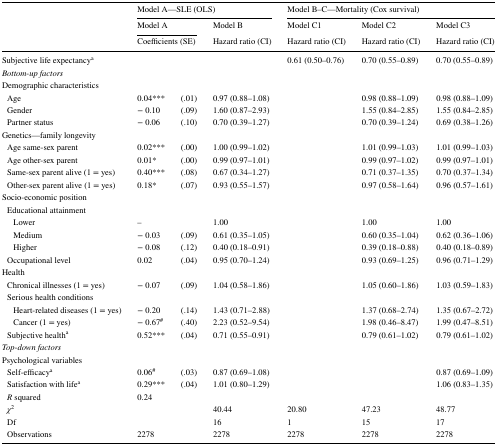 Model A—SLE (OLS) Model B–C—Mortality (Cox survival)
Model A Model B Model C1 Model C2 Model C3
Coefficients (SE) Hazard ratio (CI) Hazard ratio (CI) Hazard ratio (CI) Hazard ratio (CI)
Subjective life expectancyᵃ 0.61 (0.50–0.76) 0.70 (0.55–0.89) 0.70 (0.55–0.89)
Bottom-up factors
Demographic characteristics
Age 0.04*** (.01) 0.97 (0.88–1.08) 0.98 (0.88–1.09) 0.98 (0.88–1.09)
Gender − 0.10 (.09) 1.60 (0.87–2.93) 1.55 (0.84–2.85) 1.55 (0.84–2.85)
Partner status − 0.06 (.10) 0.70 (0.39–1.27) 0.70 (0.39–1.24) 0.69 (0.38–1.26)
Genetics—family longevity
Age same-sex parent 0.02*** (.00) 1.00 (0.99–1.02) 1.01 (0.99–1.03) 1.01 (0.99–1.03)
Age other-sex parent 0.01* (.00) 0.99 (0.97–1.01) 0.99 (0.97–1.02) 0.99 (0.97–1.01)
Same-sex parent alive (1 = yes) 0.40*** (.08) 0.67 (0.34–1.27) 0.71 (0.37–1.35) 0.70 (0.37–1.34)
Other-sex parent alive (1 = yes) 0.18* (.07) 0.93 (0.55–1.57) 0.97 (0.58–1.64) 0.96 (0.57–1.61)
Socio-economic position
Educational attainment
Lower – 1.00 1.00 1.00
Medium − 0.03 (.09) 0.61 (0.35–1.05) 0.60 (0.35–1.04) 0.62 (0.36–1.06)
Higher − 0.08 (.12) 0.40 (0.18–0.91) 0.39 (0.18–0.88) 0.40 (0.18–0.89)
Occupational level 0.02 (.04) 0.95 (0.70–1.24) 0.93 (0.69–1.25) 0.96 (0.71–1.29)
Health
Chronical illnesses (1 = yes) − 0.07 (.09) 1.04 (0.58–1.86) 1.05 (0.60–1.86) 1.03 (0.59–1.83)
Serious health conditions
Heart-related diseases (1 = yes) − 0.20 (.14) 1.43 (0.71–2.88) 1.37 (0.68–2.74) 1.35 (0.67–2.72)
Cancer (1 = yes) − 0.67# (.40) 2.23 (0.52–9.54) 1.98 (0.46–8.47) 1.99 (0.47–8.51)
Subjective healthᵃ 0.52*** (.04) 0.71 (0.55–0.91) 0.79 (0.61–1.02) 0.79 (0.61–1.02)
Top-down factors
Psychological variables
Self-efficacyᵃ 0.06# (.03) 0.87 (0.69–1.08) 0.87 (0.69–1.09)
Satisfaction with lifeᵃ 0.29*** (.04) 1.01 (0.80–1.29) 1.06 (0.83–1.35)
R squared 0.24
χ² 40.44 20.80 47.23 48.77
Df 16 1 15 17
Observations 2278 2278 2278 2278 2278